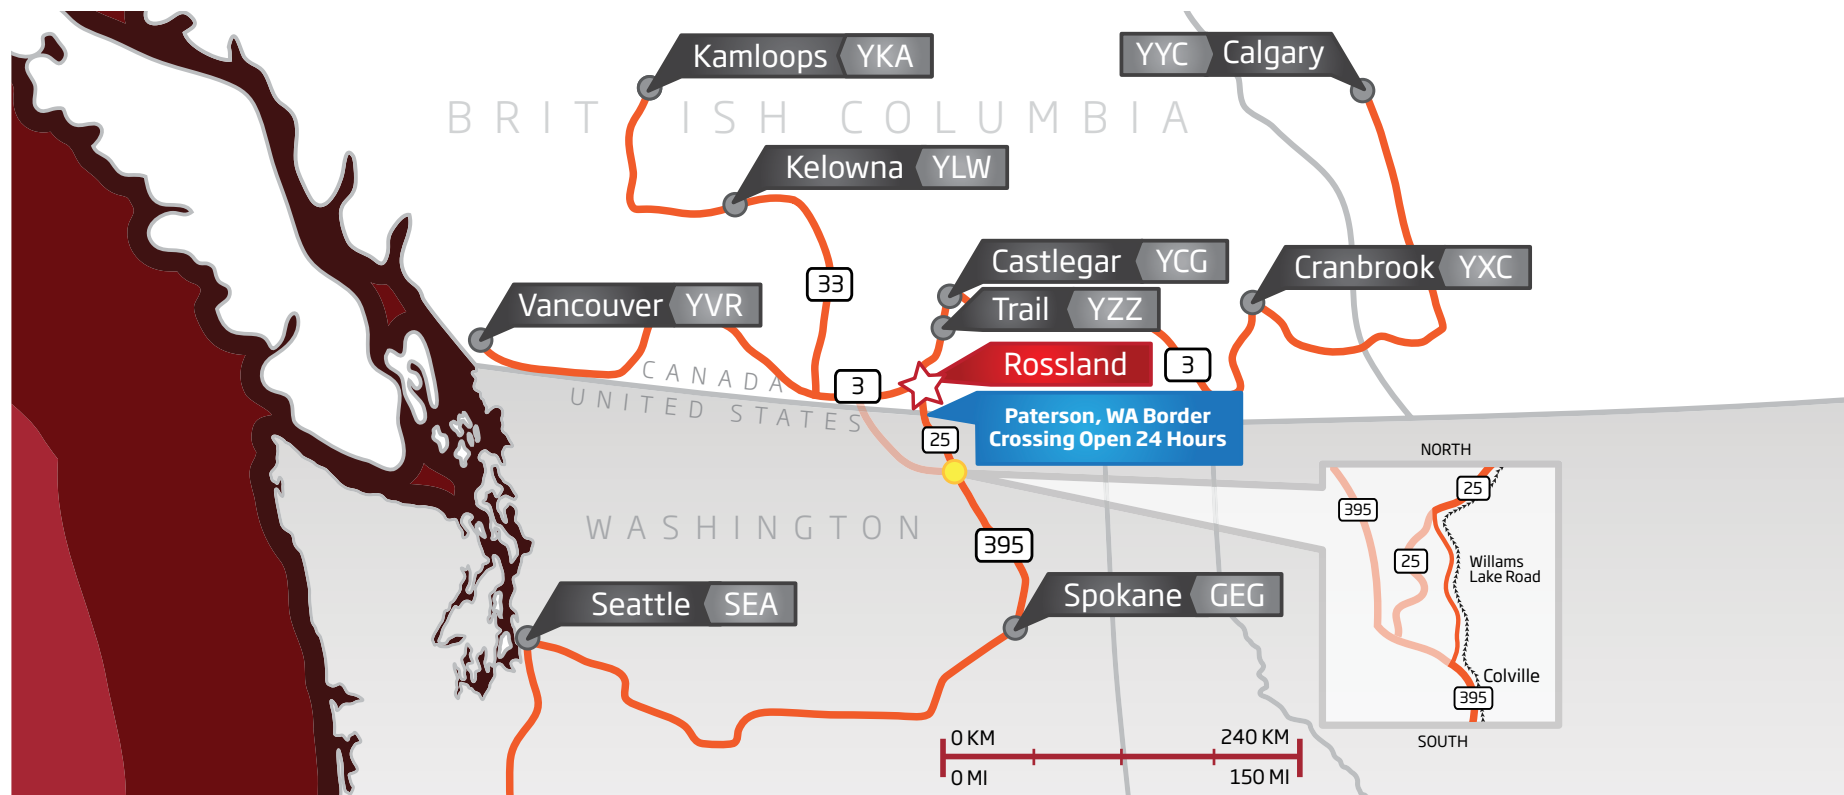 Kamloops YKA
YYC Calgary
BRITISH COLUMBIA
Kelowna YLW
Castlegar YCG
Cranbrook YXC
33
Vancouver YVR
Trail YZZ
Rossland
3
CANADA
3
UNITED STATES
Paterson, WA Border
Crossing Open 24 Hours
25
NORTH
25
395
WASHINGTON
395
25
Willams
Lake Road
Seattle SEA
Spokane GEG
Colville
395
SOUTH
0 KM 240 KM
0 MI 150 MI